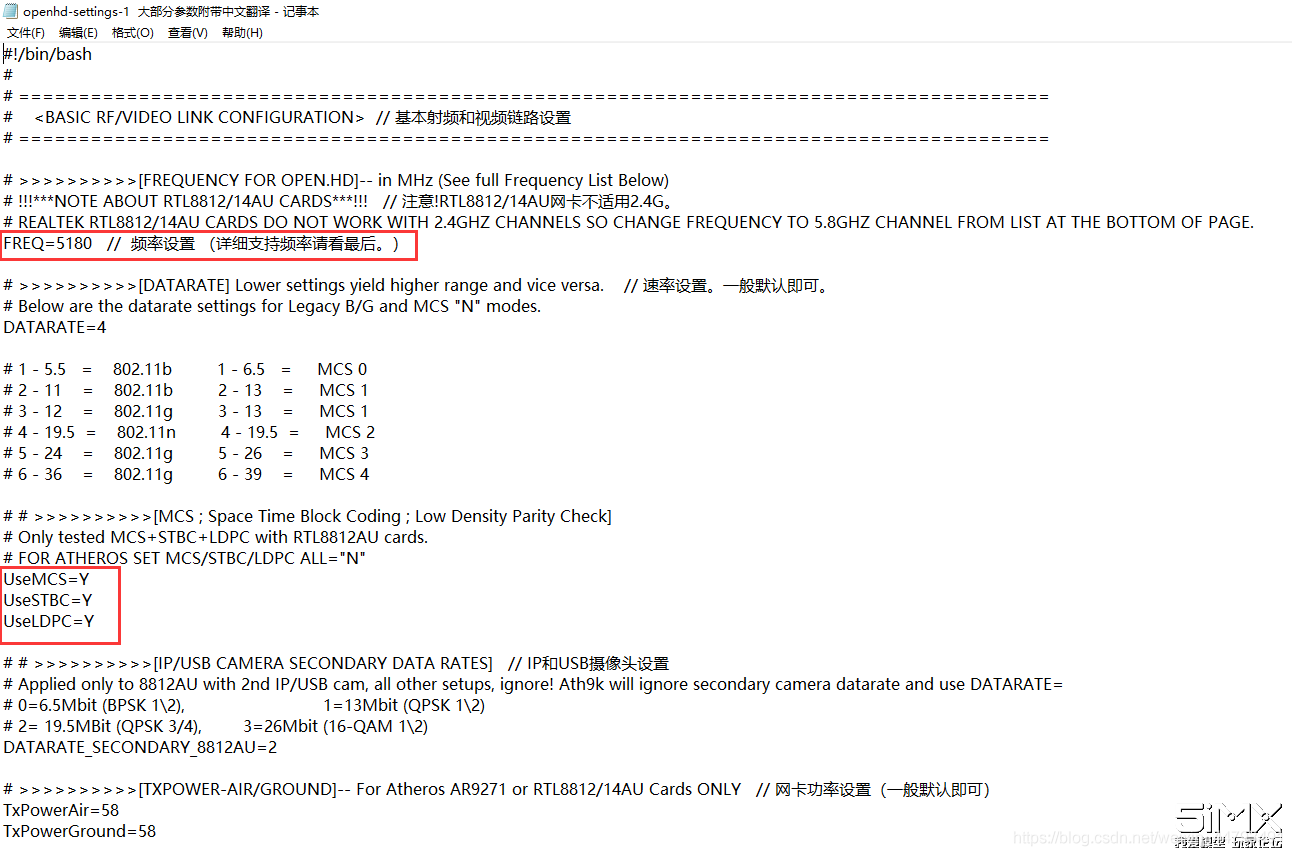 openhd-settings-1 大部分参数附带中文翻译 - 记事本
文件(F) 编辑(E) 格式(O) 查看(V) 帮助(H)
#!/bin/bash
#
# ======================================================================================
# <BASIC RF/VIDEO LINK CONFIGURATION> // 基本射频和视频链路设置
# ======================================================================================
# >>>>>>>>>>[FREQUENCY FOR OPEN.HD]-- in MHz (See full Frequency List Below)
# !!!***NOTE ABOUT RTL8812/14AU CARDS***!!! // 注意!RTL8812/14AU网卡不适用2.4G。
# REALTEK RTL8812/14AU CARDS DO NOT WORK WITH 2.4GHZ CHANNELS SO CHANGE FREQUENCY TO 5.8GHZ CHANNEL FROM LIST AT THE BOTTOM OF PAGE.
FREQ=5180 // 频率设置 （详细支持频率请看最后。）
# >>>>>>>>>>[DATARATE] Lower settings yield higher range and vice versa. // 速率设置。一般默认即可。
# Below are the datarate settings for Legacy B/G and MCS "N" modes.
DATARATE=4
# 1 - 5.5 = 802.11b 1 - 6.5 = MCS 0
# 2 - 11 = 802.11b 2 - 13 = MCS 1
# 3 - 12 = 802.11g 3 - 13 = MCS 1
# 4 - 19.5 = 802.11n 4 - 19.5 = MCS 2
# 5 - 24 = 802.11g 5 - 26 = MCS 3
# 6 - 36 = 802.11g 6 - 39 = MCS 4
# # >>>>>>>>>>[MCS ; Space Time Block Coding ; Low Density Parity Check]
# Only tested MCS+STBC+LDPC with RTL8812AU cards.
# FOR ATHEROS SET MCS/STBC/LDPC ALL="N"
UseMCS=Y
UseSTBC=Y
UseLDPC=Y
# # >>>>>>>>>>[IP/USB CAMERA SECONDARY DATA RATES] // IP和USB摄像头设置
# Applied only to 8812AU with 2nd IP/USB cam, all other setups, ignore! Ath9k will ignore secondary camera datarate and use DATARATE=
# 0=6.5Mbit (BPSK 1\2), 1=13Mbit (QPSK 1\2)
# 2= 19.5MBit (QPSK 3/4), 3=26Mbit (16-QAM 1\2)
DATARATE_SECONDARY_8812AU=2
# >>>>>>>>>>[TXPOWER-AIR/GROUND]-- For Atheros AR9271 or RTL8812/14AU Cards ONLY // 网卡功率设置（一般默认即可）
TxPowerAir=58
TxPowerGround=58
5iMX
我爱模型 玩家论坛
https://blog.csdn.net/we